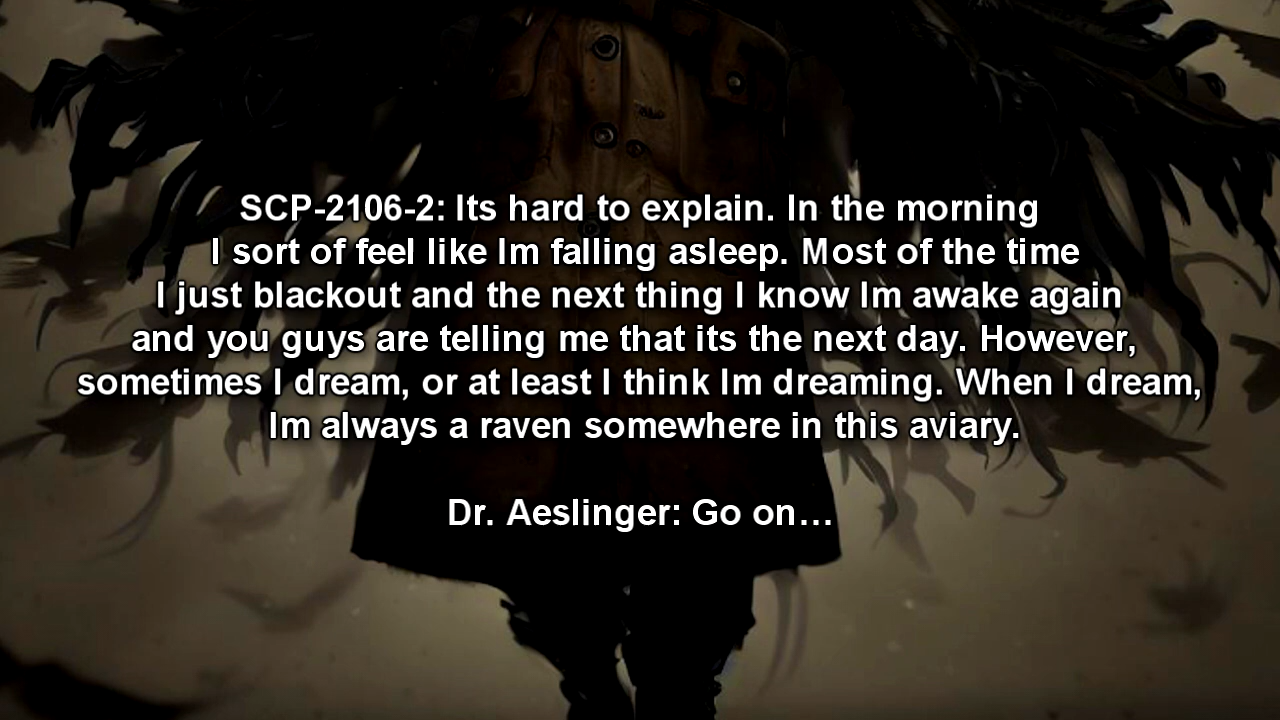 SCP-2106-2: Its hard to explain. In the morning
I sort of feel like Im falling asleep. Most of the time
I just blackout and the next thing I know Im awake again
and you guys are telling me that its the next day. However,
sometimes I dream, or at least I think Im dreaming. When I dream,
Im always a raven somewhere in this aviary.
Dr. Aeslinger: Go on…